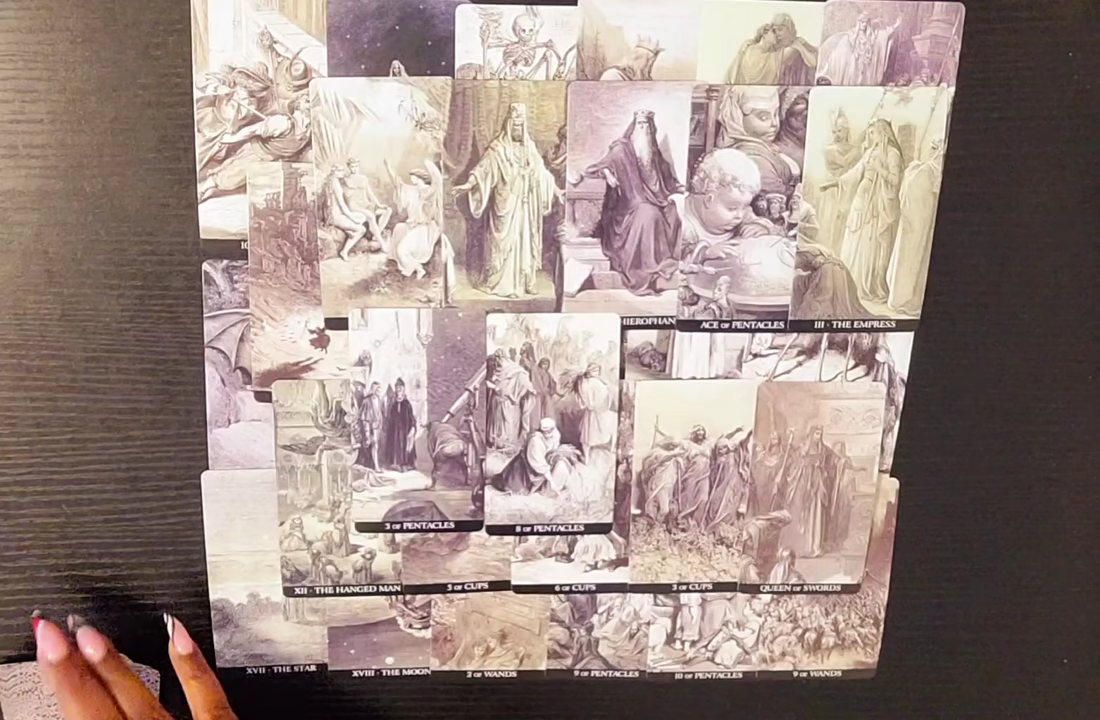 10
HIEROPHAN
ACE OF PENTACLES
III · THE EMPRESS
3 OF PENTACLES
8 OF PENTACLES
XII · THE HANGED MAN
5 OF CUPS
6 OF CUPS
3 OF CUPS
QUEEN OF SWORDS
XVII · THE STAR
XVIII · THE MOON
2 OF WANDS
9 OF PENTACLES
10 OF PENTACLES
9 OF WANDS